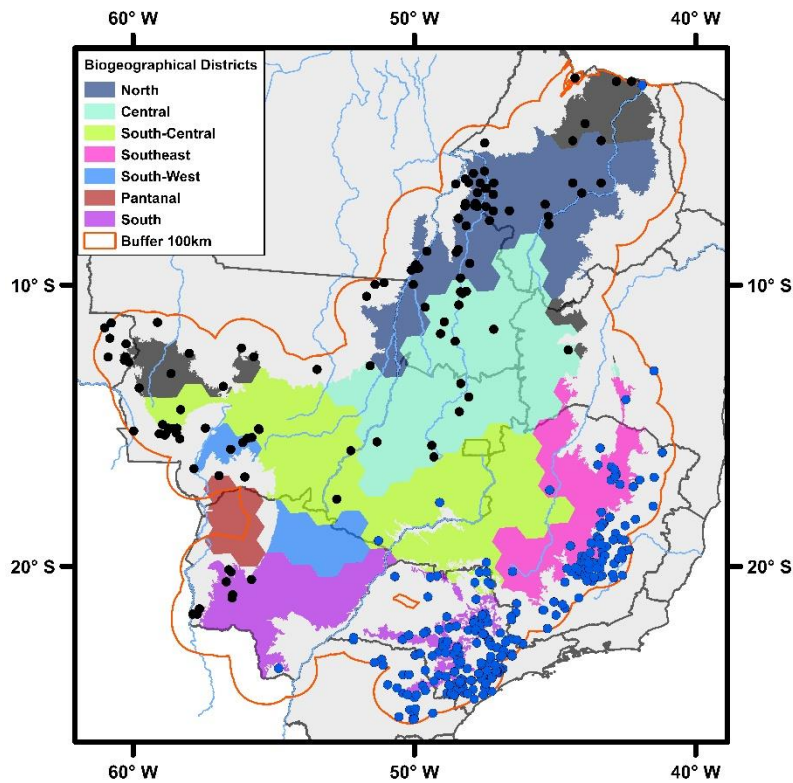 60° W 50° W 40° W
Biogeographical Districts
North
Central
South-Central
Southeast
South-West
Pantanal
South
Buffer 100km
10° S 10° S
20° S 20° S
60° W 50° W 40° W